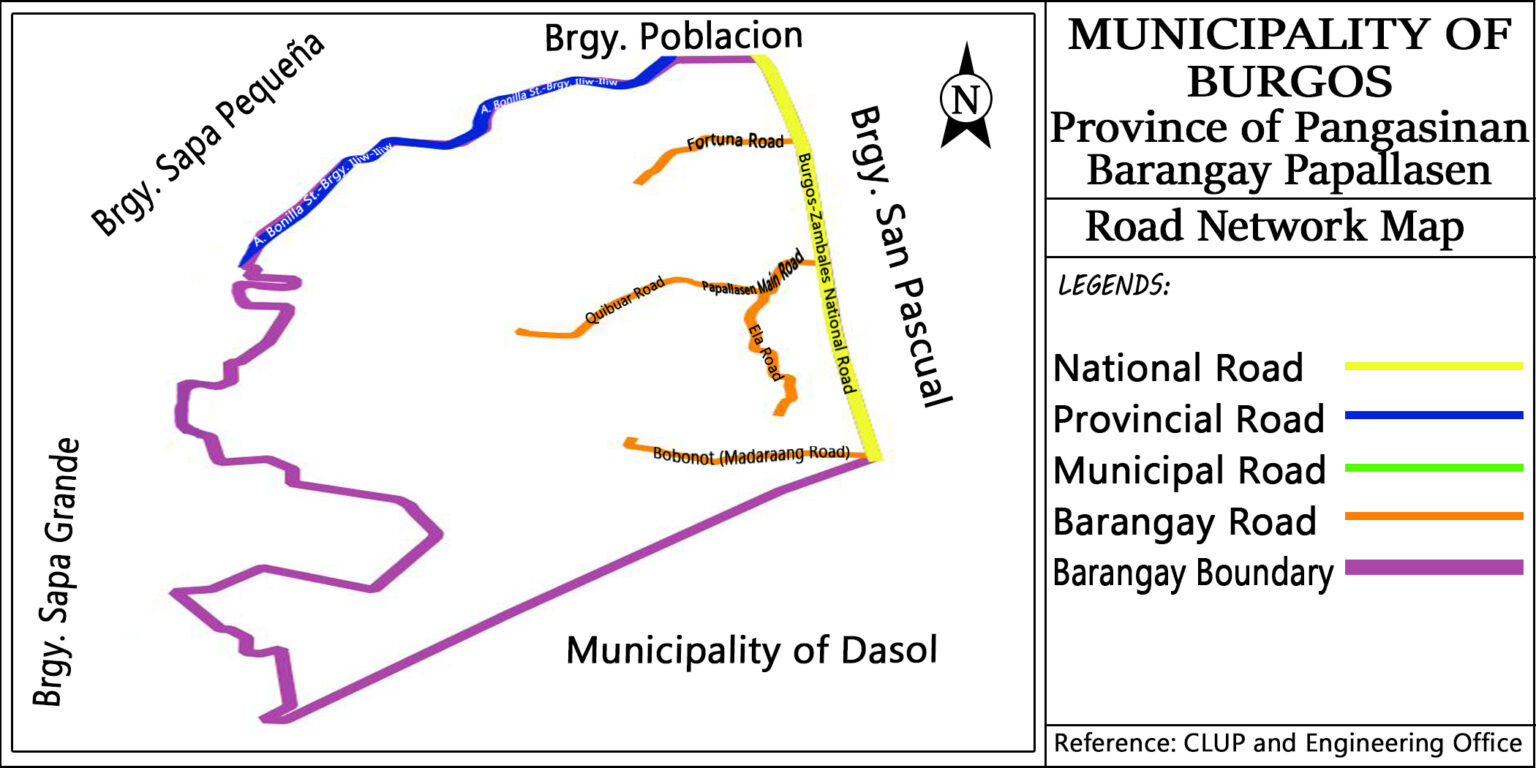 Brgy. Poblacion
Brgy. Sapa Pequeña
A. Bonilla St.-Brgy. Iliw-Iliw
A. Bonilla St.-Brgy. Iliw-Iliw
N
Fortuna Road
Burgos-Zambales National Road
Brgy. San Pascual
Quibuar Road
Papallasen Main Road
Ela Road
Bobonot (Madaraang Road)
Brgy. Sapa Grande
Municipality of Dasol
MUNICIPALITY OF
BURGOS
Province of Pangasinan
Barangay Papallasen
Road Network Map
LEGENDS:
National Road
Provincial Road
Municipal Road
Barangay Road
Barangay Boundary
Reference: CLUP and Engineering Office